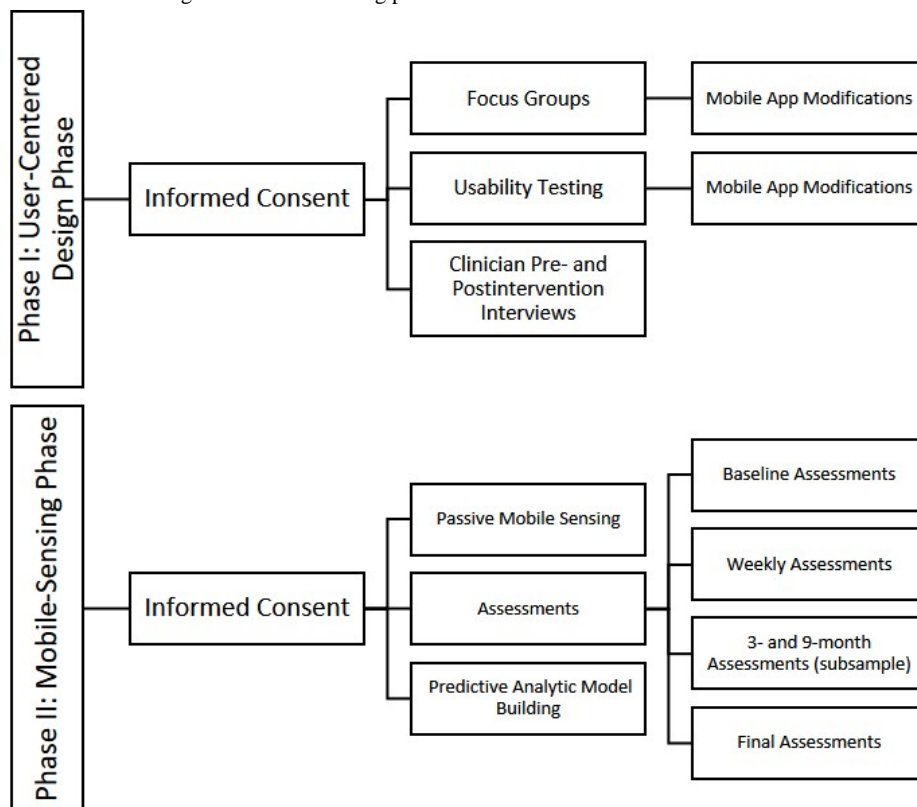 Phase I: User-Centered
Design Phase
Informed Consent
Focus Groups
Mobile App Modifications
Usability Testing
Mobile App Modifications
Clinician Pre- and
Postintervention
Interviews
Phase II: Mobile-Sensing Phase
Informed Consent
Passive Mobile Sensing
Assessments
Predictive Analytic Model
Building
Baseline Assessments
Weekly Assessments
3- and 9-month
Assessments (subsample)
Final Assessments